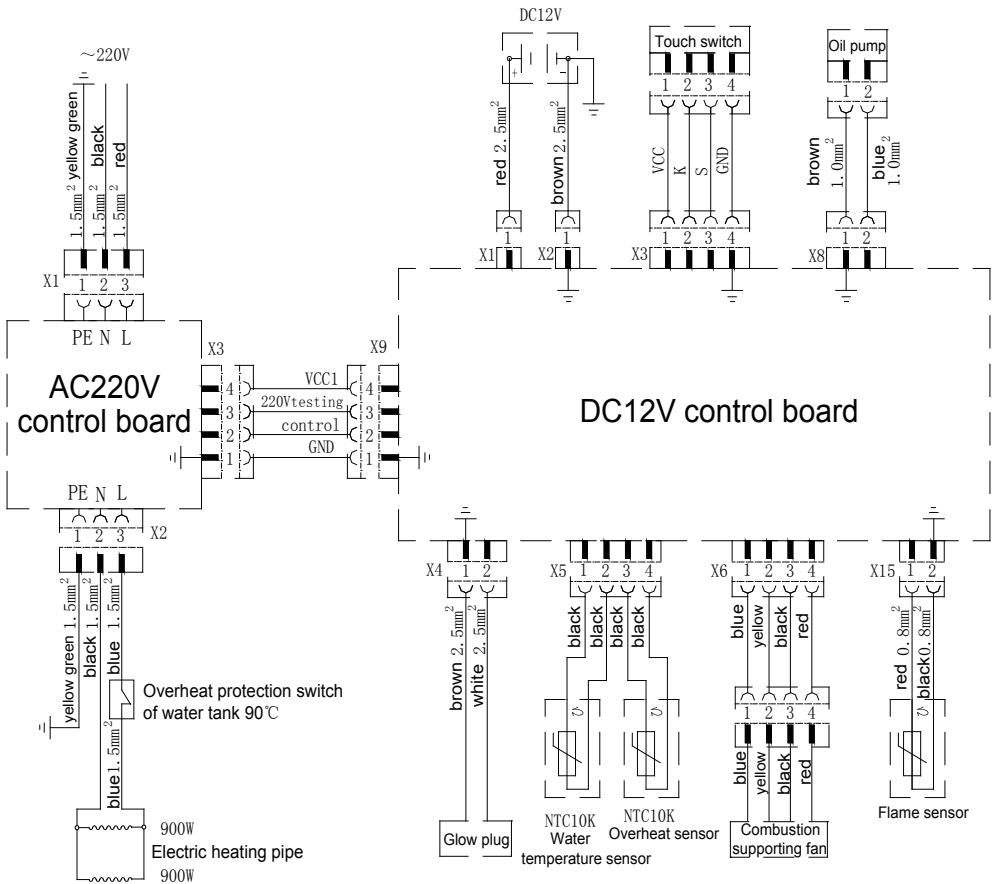 DC12V
Touch switch
Oil pump
~220V
+ -
1 2 3 4
1 2
1.5mm² yellow green
1.5mm² black
1.5mm² red
red 2.5mm²
brown 2.5mm²
VCC
K
S
GND
brown 1.0mm²
blue 1.0mm²
1
1
1 2 3 4
1 2
X1
X2
X3
X8
X1
1 2 3
PE N L
X3
X9
AC220V
control board
DC12V control board
4 VCC1 4
3 220Vtesting 3
2 control 2
1 GND 1
PE N L
1 2 3
X2
X4
1 2
X5
1 2 3 4
X6
1 2 3 4
X15
1 2
yellow green 1.5mm²
black 1.5mm²
blue 1.5mm²
brown 2.5mm²
white 2.5mm²
black
black
black
black
blue
yellow
black
red
red 0.8mm²
black0.8mm²
Overheat protection switch
of water tank 90℃
blue1.5mm²
1 2 3 4
blue
yellow
black
red
900W
Electric heating pipe
900W
Glow plug
NTC10K
Water
temperature sensor
NTC10K
Overheat sensor
Combustion
supporting fan
Flame sensor